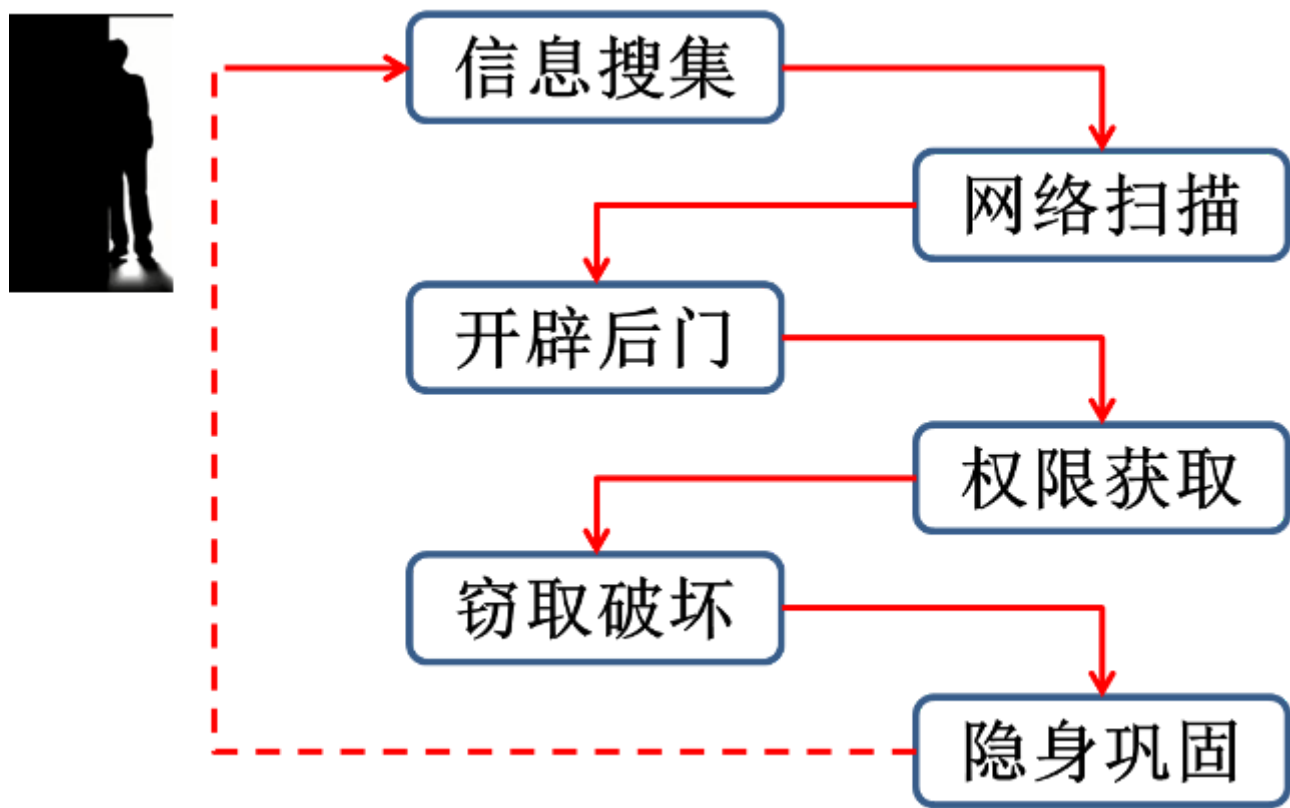 信息搜集
网络扫描
开辟后门
权限获取
窃取破坏
隐身巩固